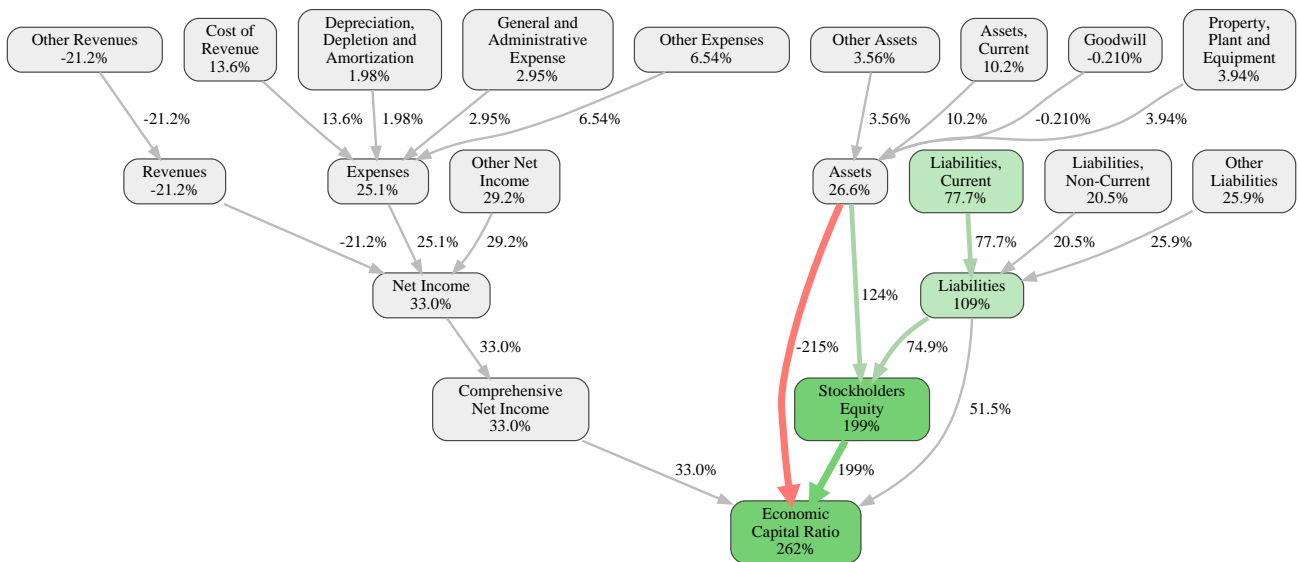 Other Revenues
-21.2%
Cost of
Revenue
13.6%
Depreciation,
Depletion and
Amortization
1.98%
General and
Administrative
Expense
2.95%
Other Expenses
6.54%
Other Assets
3.56%
Assets,
Current
10.2%
Goodwill
-0.210%
Property,
Plant and
Equipment
3.94%
-21.2%
13.6%
1.98%
2.95%
6.54%
3.56%
10.2%
-0.210%
3.94%
Revenues
-21.2%
Expenses
25.1%
Other Net
Income
29.2%
Assets
26.6%
Liabilities,
Current
77.7%
Liabilities,
Non-Current
20.5%
Other
Liabilities
25.9%
-21.2%
25.1%
29.2%
77.7%
20.5%
25.9%
Net Income
33.0%
124%
Liabilities
109%
33.0%
-215%
74.9%
Comprehensive
Net Income
33.0%
Stockholders
Equity
199%
51.5%
33.0%
199%
Economic
Capital Ratio
262%